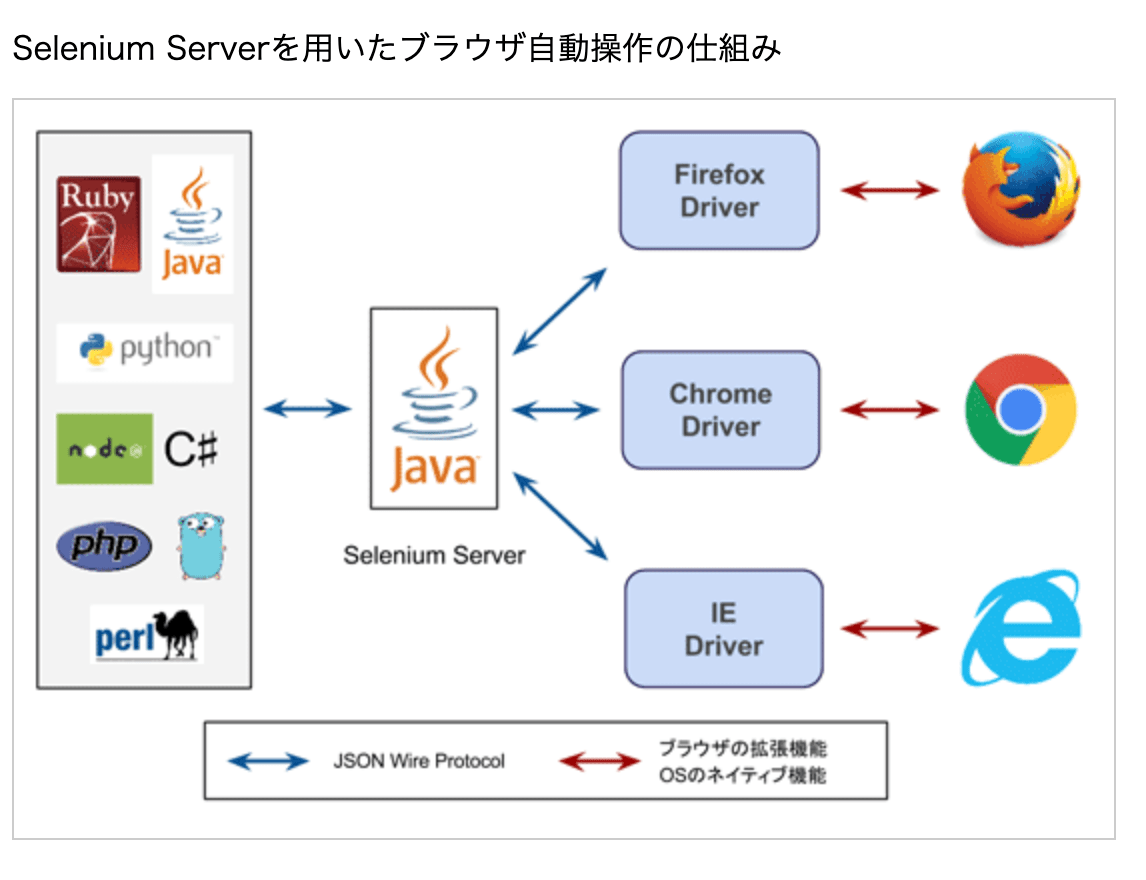 Selenium Serverを用いたブラウザ自動操作の仕組み
Ruby
Java
python™
node
C#
php
perl
Java
Selenium Server
Firefox
Driver
Chrome
Driver
IE
Driver
JSON Wire Protocol
ブラウザの拡張機能
OSのネイティブ機能